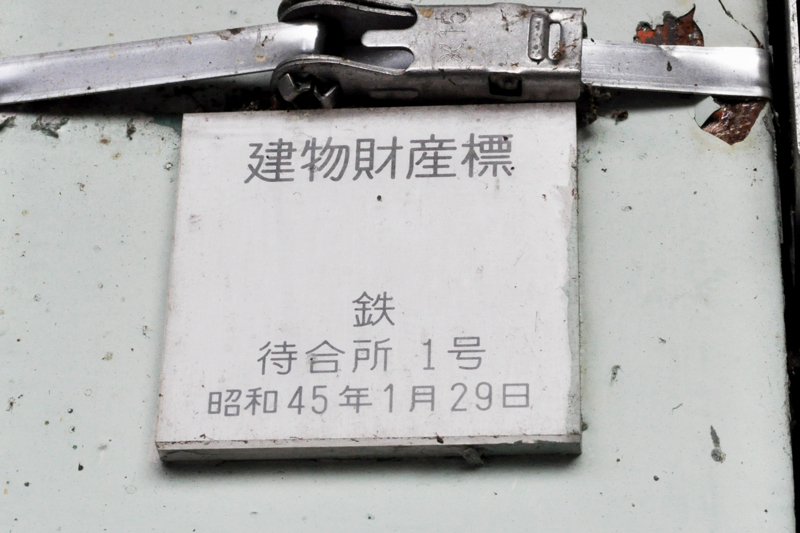 建物財産標
鉄
待合所 1号
昭和45年1月29日